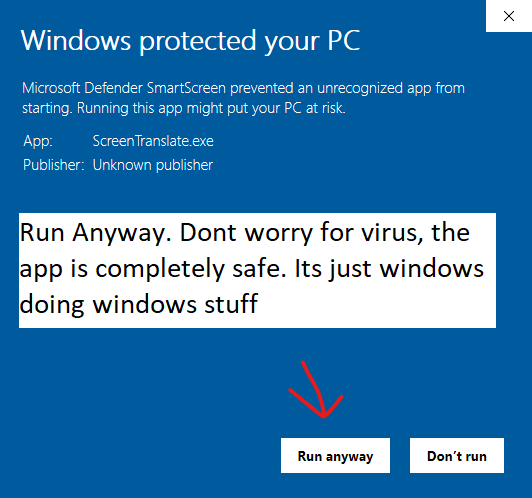 Windows protected your PC
Microsoft Defender SmartScreen prevented an unrecognized app from
starting. Running this app might put your PC at risk.
App: ScreenTranslate.exe
Publisher: Unknown publisher
Run Anyway. Dont worry for virus, the
app is completely safe. Its just windows
doing windows stuff
Run anyway Don't run